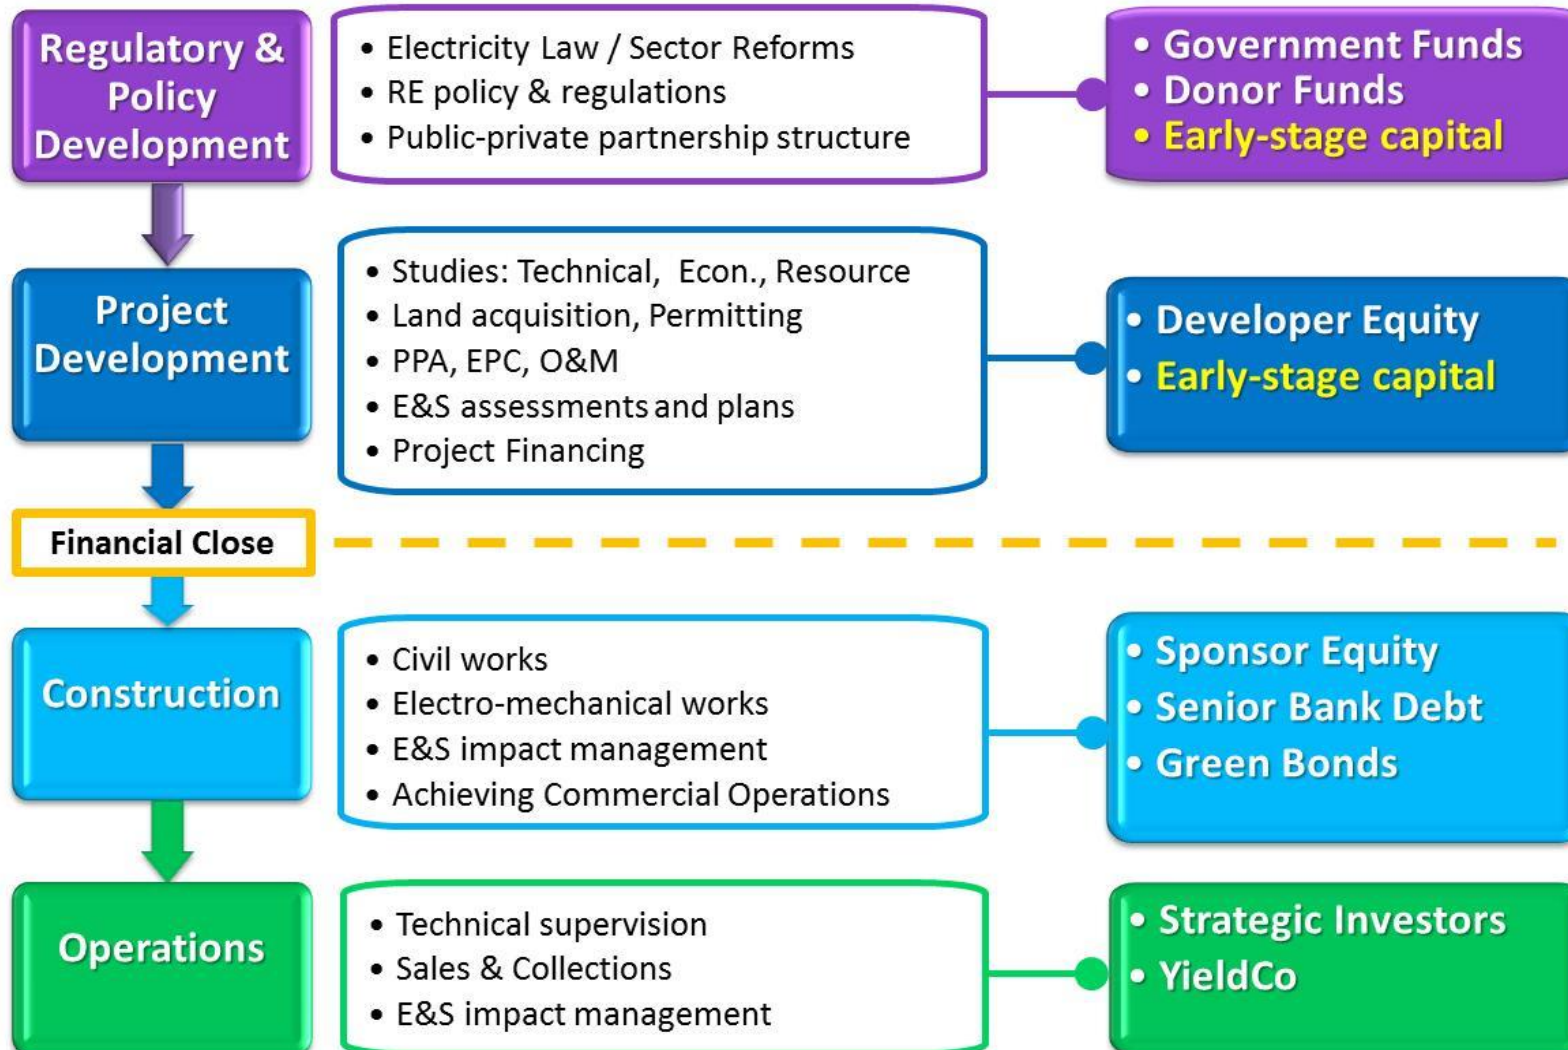 Regulatory &
Policy
Development
• Electricity Law / Sector Reforms
• RE policy & regulations
• Public-private partnership structure
• Government Funds
• Donor Funds
• Early-stage capital
Project
Development
• Studies: Technical, Econ., Resource
• Land acquisition, Permitting
• PPA, EPC, O&M
• E&S assessments and plans
• Project Financing
• Developer Equity
• Early-stage capital
Financial Close
Construction
• Civil works
• Electro-mechanical works
• E&S impact management
• Achieving Commercial Operations
• Sponsor Equity
• Senior Bank Debt
• Green Bonds
Operations
• Technical supervision
• Sales & Collections
• E&S impact management
• Strategic Investors
• YieldCo